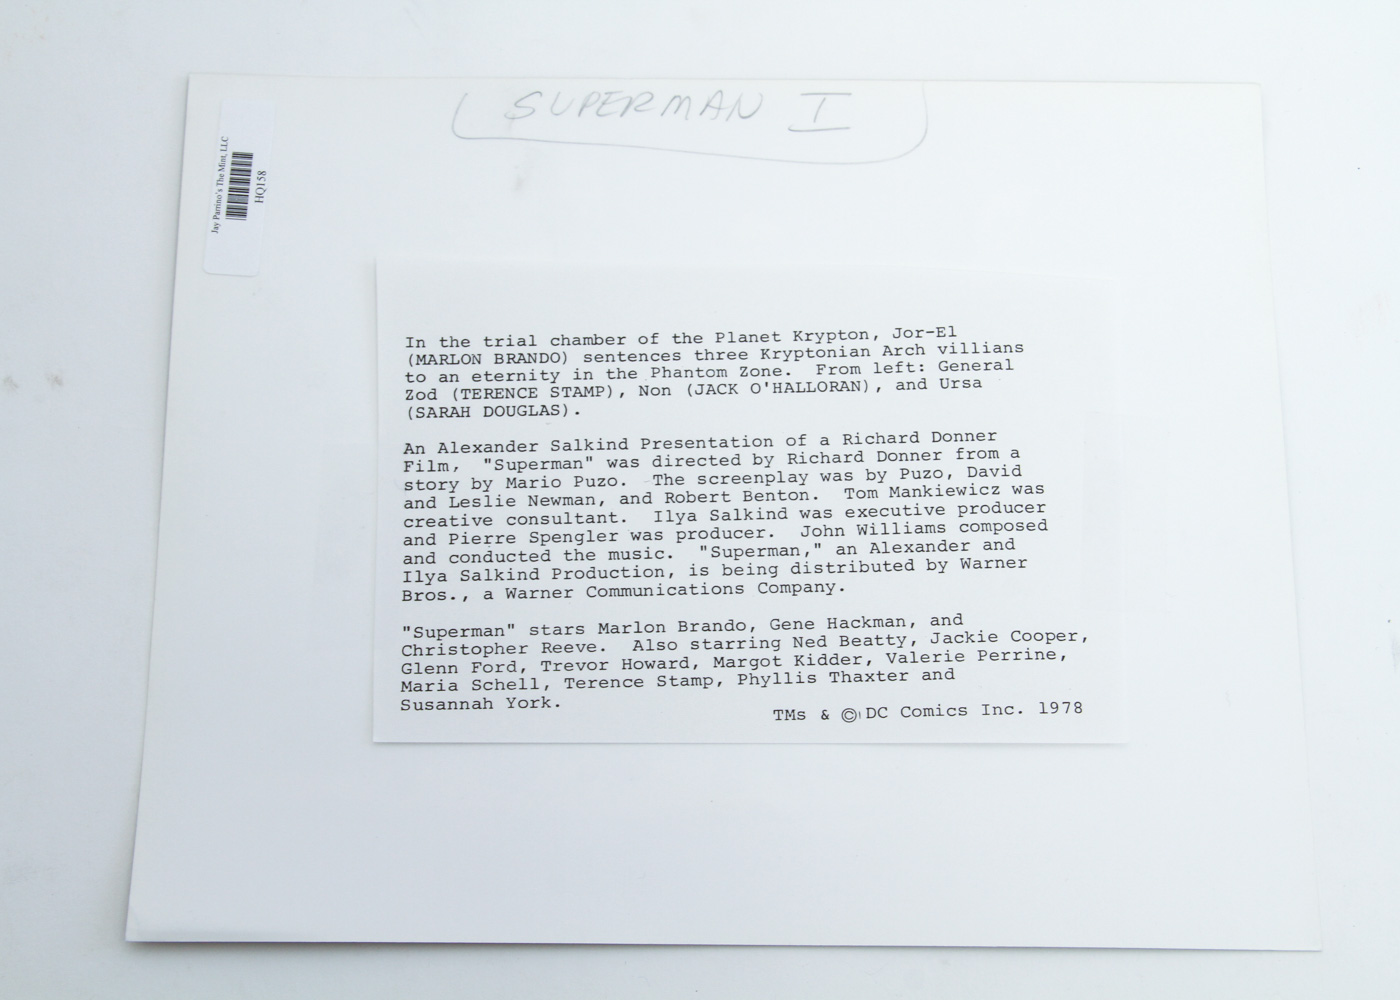 SUPERMAN I
Jay Parrino's The Mint, LLC
HQ158
In the trial chamber of the Planet Krypton, Jor-El
(MARLON BRANDO) sentences three Kryptonian Arch villians
to an eternity in the Phantom Zone.  From left: General
Zod (TERENCE STAMP), Non (JACK O'HALLORAN), and Ursa
(SARAH DOUGLAS).
An Alexander Salkind Presentation of a Richard Donner
Film,  "Superman" was directed by Richard Donner from a
story by Mario Puzo.  The screenplay was by Puzo, David
and Leslie Newman, and Robert Benton.  Tom Mankiewicz was
creative consultant.  Ilya Salkind was executive producer
and Pierre Spengler was producer.  John Williams composed
and conducted the music.  "Superman," an Alexander and
Ilya Salkind Production, is being distributed by Warner
Bros., a Warner Communications Company.
"Superman" stars Marlon Brando, Gene Hackman, and
Christopher Reeve.  Also starring Ned Beatty, Jackie Cooper,
Glenn Ford, Trevor Howard, Margot Kidder, Valerie Perrine,
Maria Schell, Terence Stamp, Phyllis Thaxter and
Susannah York.
TMs & © DC Comics Inc. 1978